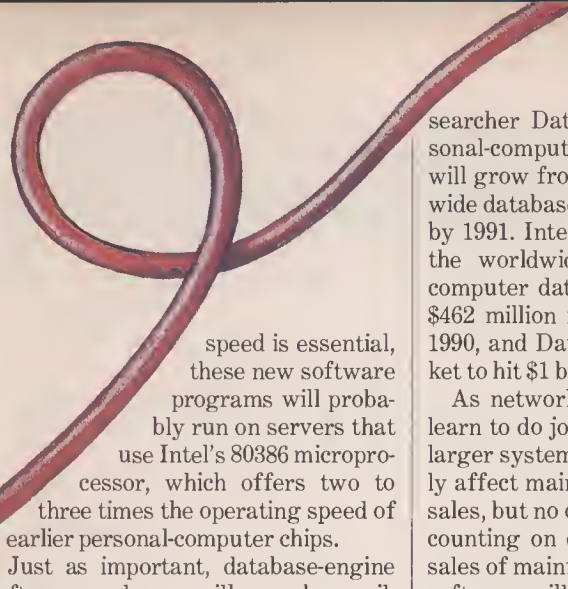 speed is essential,
these new software
programs will proba-
bly run on servers that
use Intel's 80386 micropro-
cessor, which offers two to
three times the operating speed of
earlier personal-computer chips.
Just as important, database-engine
searcher Dat
sonal-comput
will grow fro
wide database
by 1991. Inte
the worldwid
computer dat
$462 million
1990, and Da
ket to hit $1 b
As network
learn to do jo
larger system
ly affect main
sales, but no
counting on
sales of main